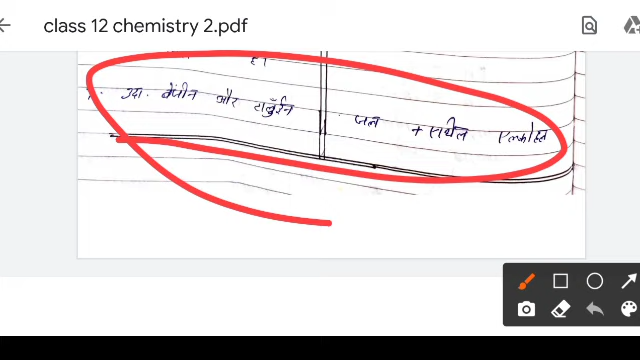 class 12 chemistry 2.pdf
है।
उदा. बेंजीन और टालुईन जल + एथिल एल्कोहल